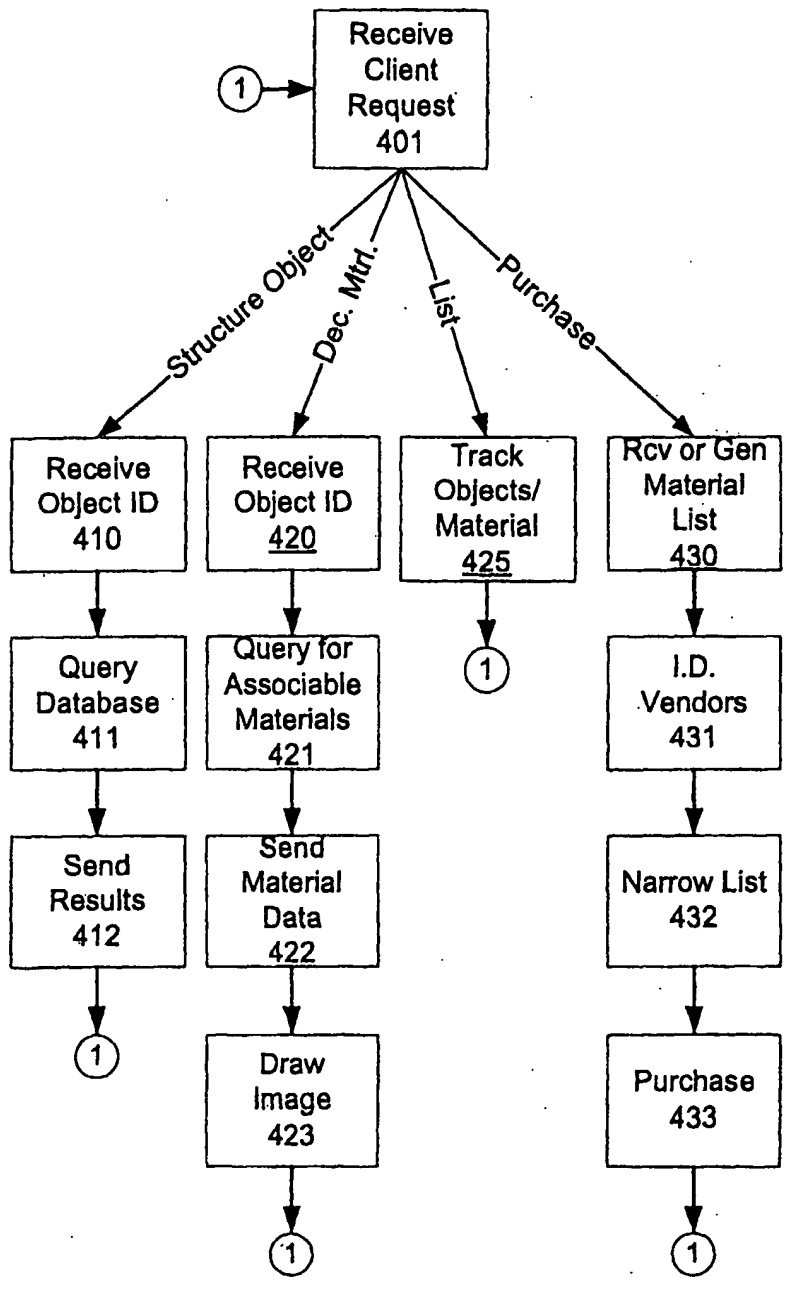 Receive
Client
Request
401
1
Structure Object
Dec. Mtrl.
List
Purchase
Receive
Object ID
410
Receive
Object ID
420
Track
Objects/
Material
425
Rcv or Gen
Material
List
430
Query
Database
411
Query for
Associable
Materials
421
1
I.D.
Vendors
431
Send
Results
412
Send
Material
Data
422
Narrow List
432
1
Draw
Image
423
Purchase
433
1
1